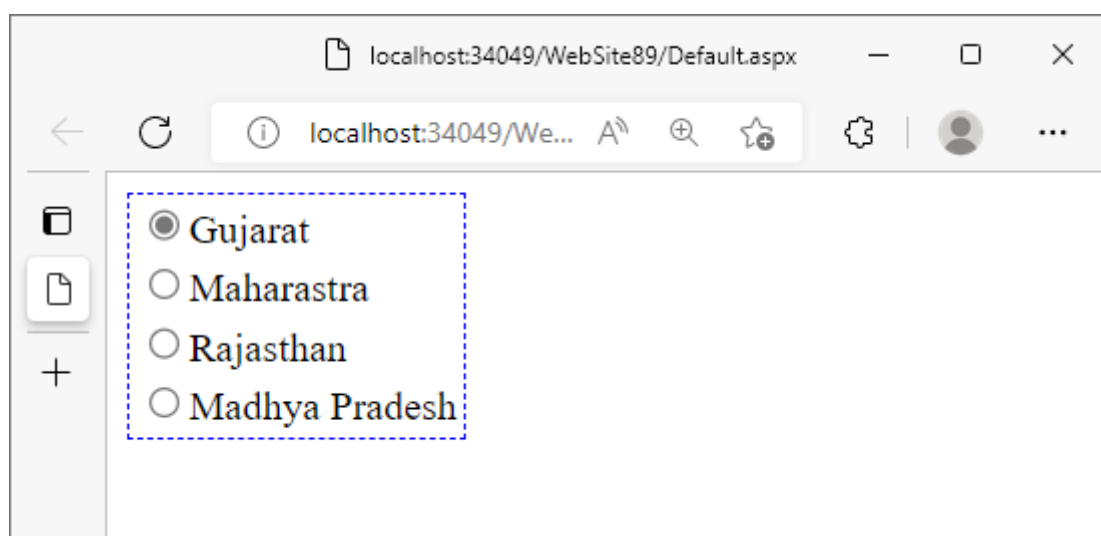 localhost:34049/WebSite89/Default.aspx
localhost:34049/We...
Gujarat
Maharastra
Rajasthan
Madhya Pradesh